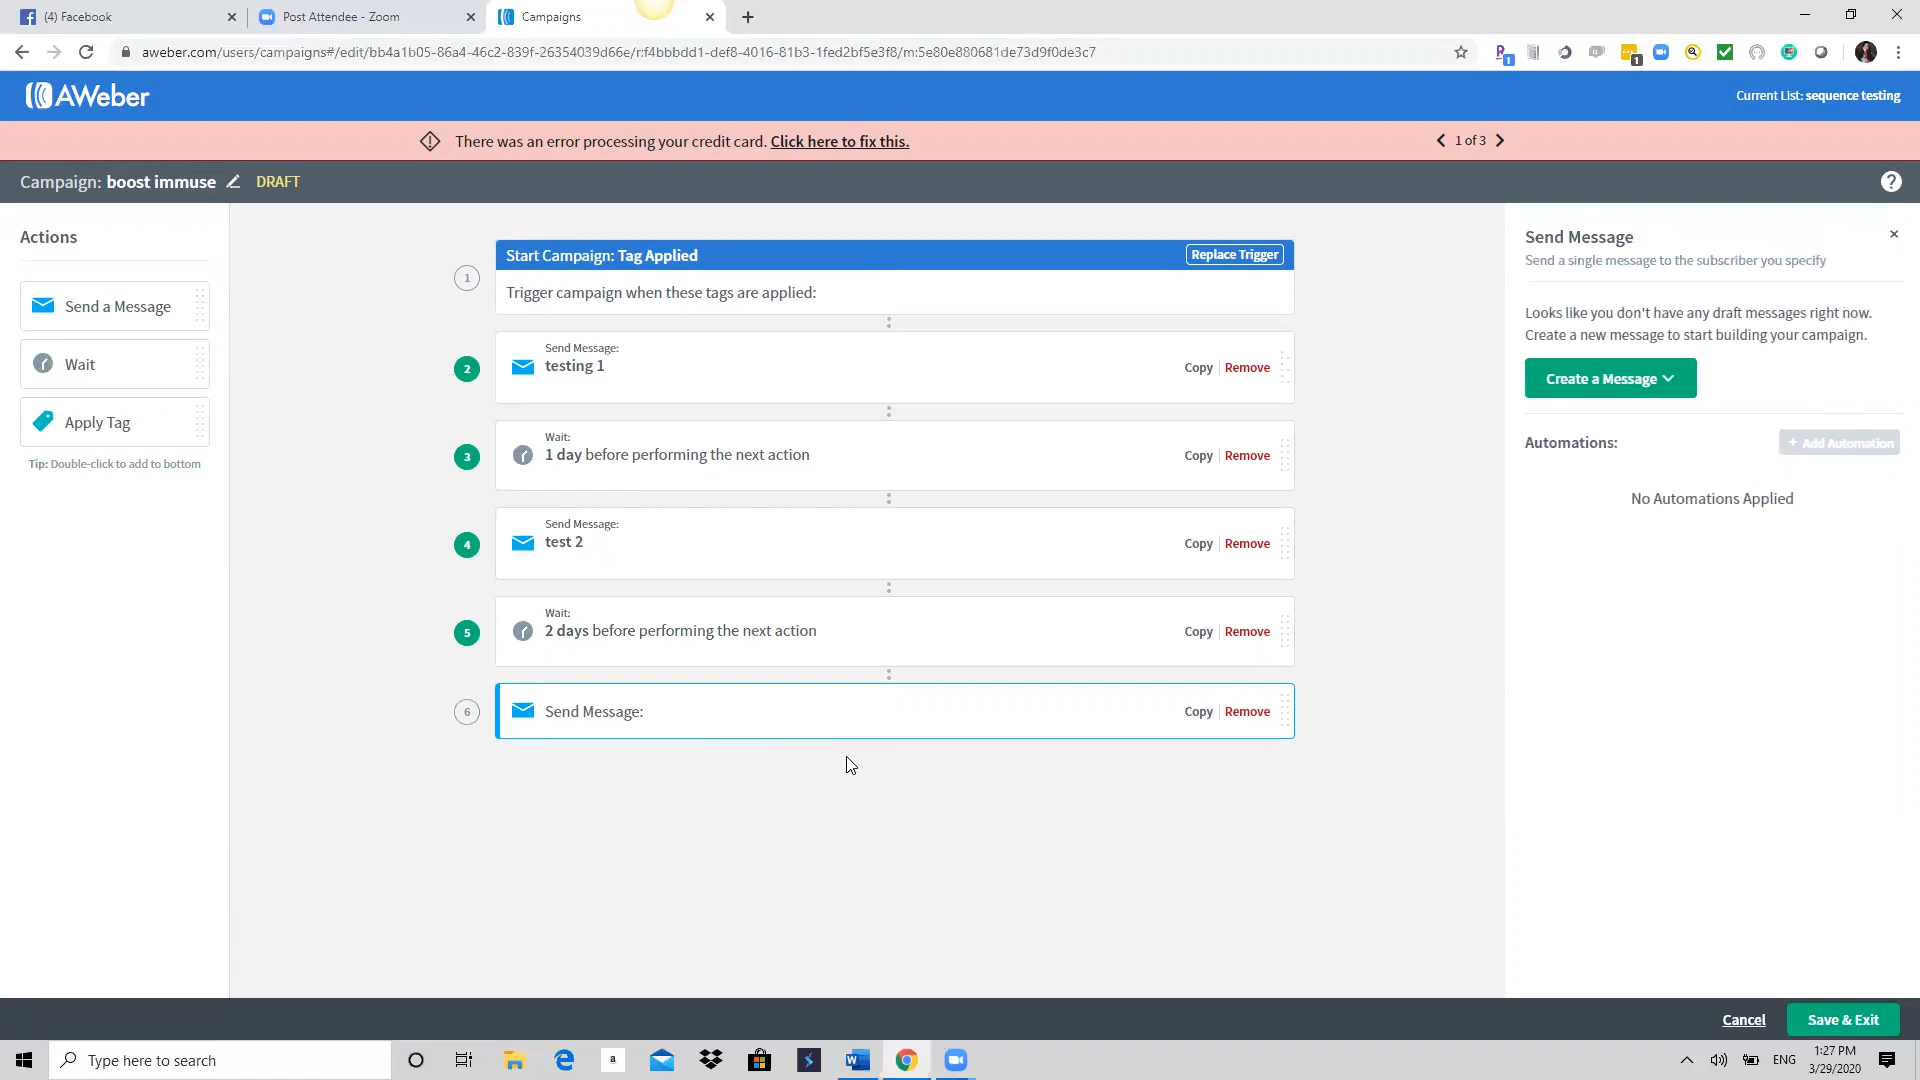 (4) Facebook
Post Attendee - Zoom
Campaigns
aweber.com/users/campaigns#/edit/bb4a1b05-86a4-46c2-839f-26354039d66e/r:f4bbbdd1-def8-4016-81b3-1fed2bf5e3f8/m:5e80e880681de73d9f0de3c7
AWeber
Current List: sequence testing
There was an error processing your credit card. Click here to fix this.
1 of 3
Campaign: boost immuse
DRAFT
?
Actions
Send a Message
Wait
Apply Tag
Tip: Double-click to add to bottom
1
Start Campaign: Tag Applied
Replace Trigger
Trigger campaign when these tags are applied:
2
Send Message:
testing 1
Copy
Remove
3
Wait:
1 day before performing the next action
Copy
Remove
4
Send Message:
test 2
Copy
Remove
5
Wait:
2 days before performing the next action
Copy
Remove
6
Send Message:
Copy
Remove
Send Message
Send a single message to the subscriber you specify
Looks like you don't have any draft messages right now.
Create a new message to start building your campaign.
Create a Message
Automations:
+ Add Automation
No Automations Applied
Cancel
Save & Exit
Type here to search
ENG
1:27 PM
3/29/2020